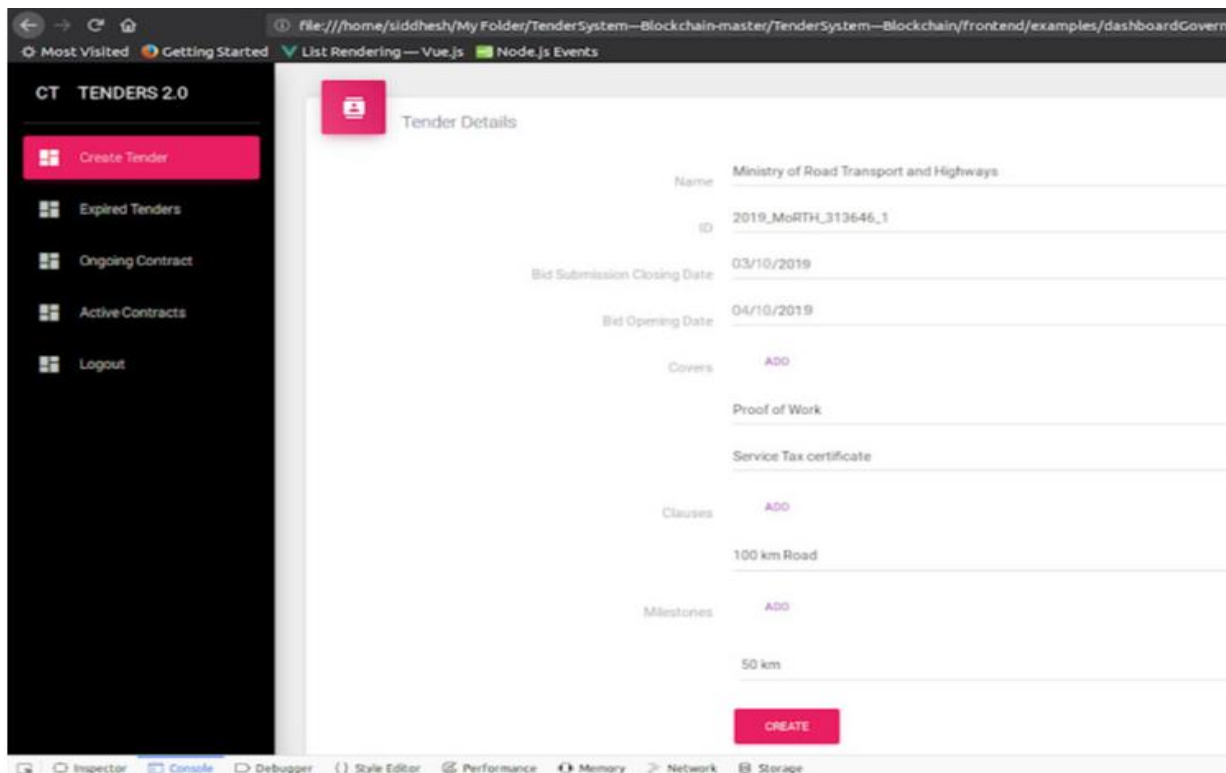 file:///home/siddhesh/My Folder/TenderSystem—Blockchain-master/TenderSystem—Blockchain/frontend/examples/dashboardGovern
Most Visited Getting Started List Rendering — Vue.js Node.js Events
CT TENDERS 2.0
Create Tender
Expired Tenders
Ongoing Contract
Active Contracts
Logout
Tender Details
Name Ministry of Road Transport and Highways
ID 2019_MoRTH_313646_1
Bid Submission Closing Date 03/10/2019
Bid Opening Date 04/10/2019
Covers ADD
Proof of Work
Service Tax certificate
Clauses ADD
100 km Road
Milestones ADD
50 km
CREATE
Inspector Console Debugger {} Style Editor Performance Memory Network Storage